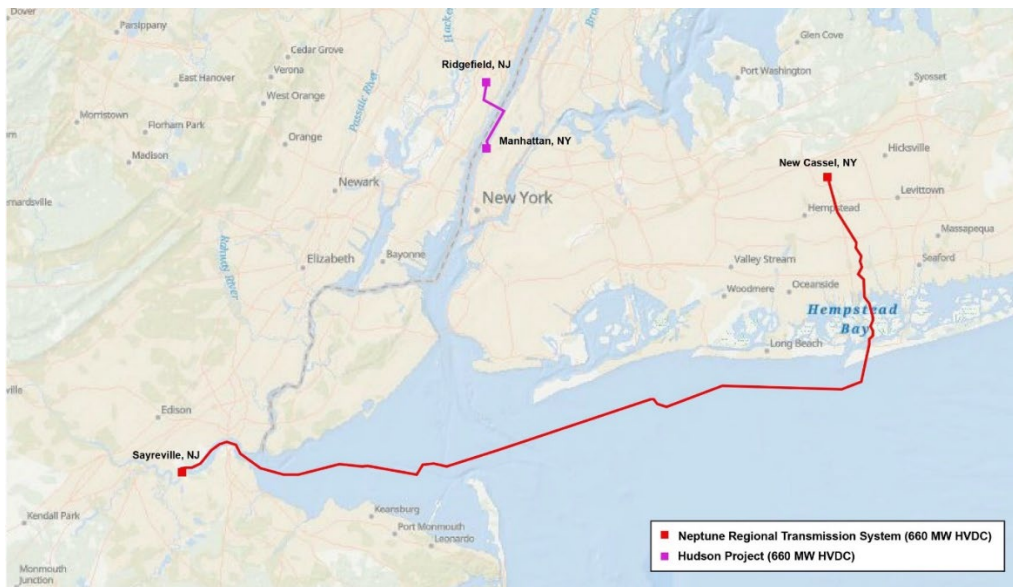 Dover
Parsippany
Cedar Grove
Verona
East Hanover
West Orange
Morristown
Florham Park
Orange
Madison
Newark
Passaic River
Ridgefield, NJ
Manhattan, NY
New York
Glen Cove
Port Washington
Syosset
Hicksville
New Cassel, NY
Levittown
Hempstead
Massapequa
Seaford
Valley Stream
Oceanside
Woodmere
Hempstead
Bay
Long Beach
Rahway River
Elizabeth
Bayonne
Edison
Sayreville, NJ
Kendall Park
Keansburg
Port Monmouth
Leonardo
Monmouth
Junction
Neptune Regional Transmission System (660 MW HVDC)
Hudson Project (660 MW HVDC)